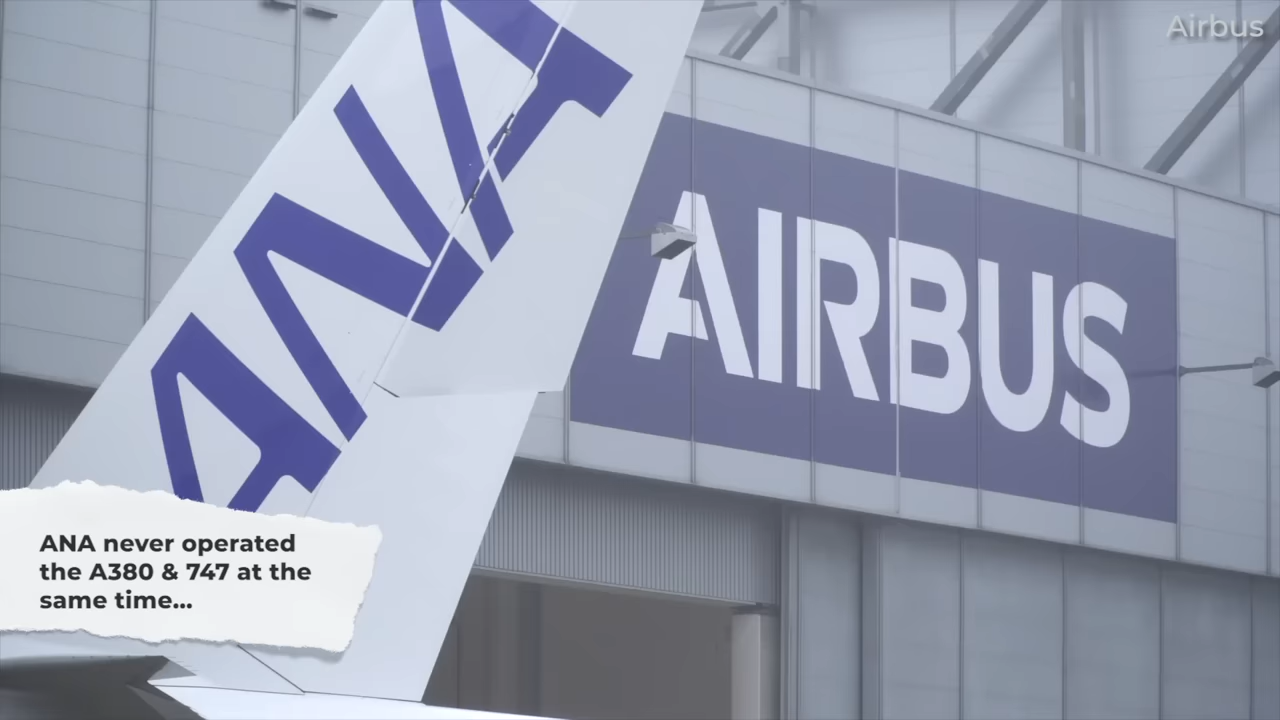 Airbus
ANA
AIRBUS
ANA never operated
the A380 & 747 at the
same time...